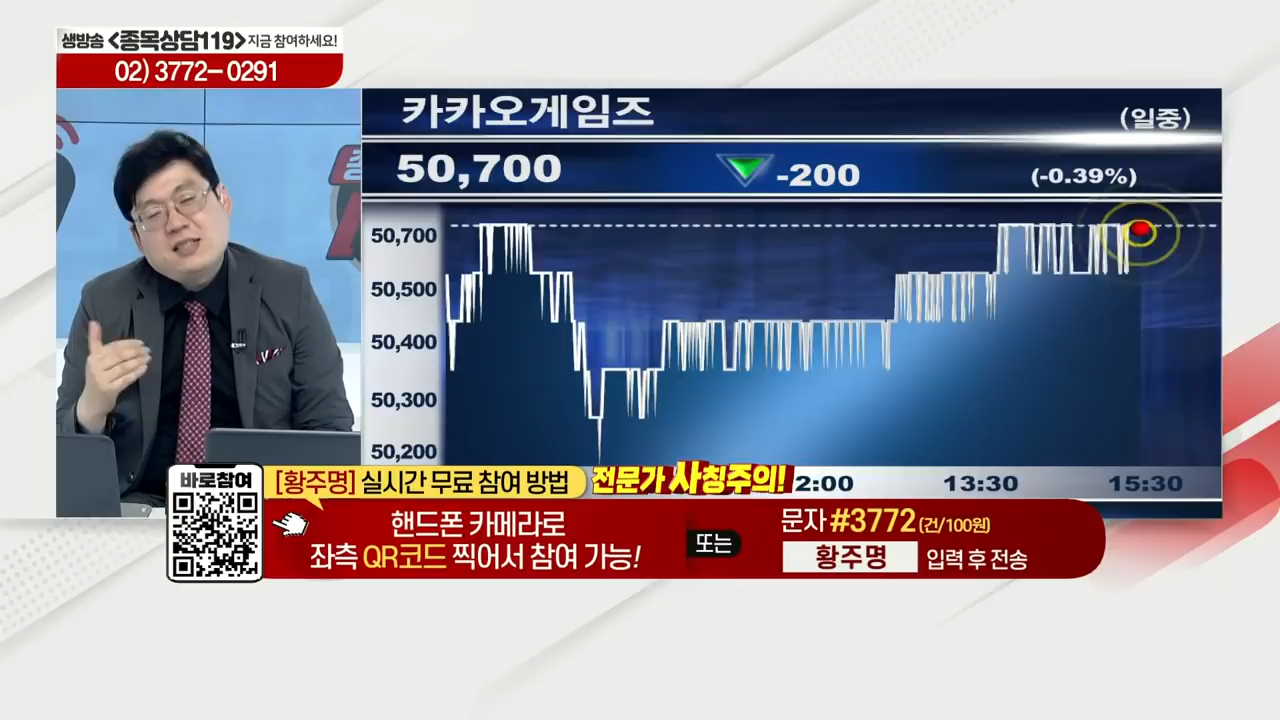 생방송 <종목상담119> 지금 참여하세요!
02) 3772-0291
카카오게임즈
(일중)
50,700 -200 (-0.39%)
50,700
50,500
50,400
50,300
50,200
2:00 13:30 15:30
종
바로참여
[황주명] 실시간 무료 참여 방법
전문가 사칭주의!
핸드폰 카메라로
좌측 QR코드 찍어서 참여 가능!
또는
문자 #3772 (건/100원)
황주명 입력 후 전송